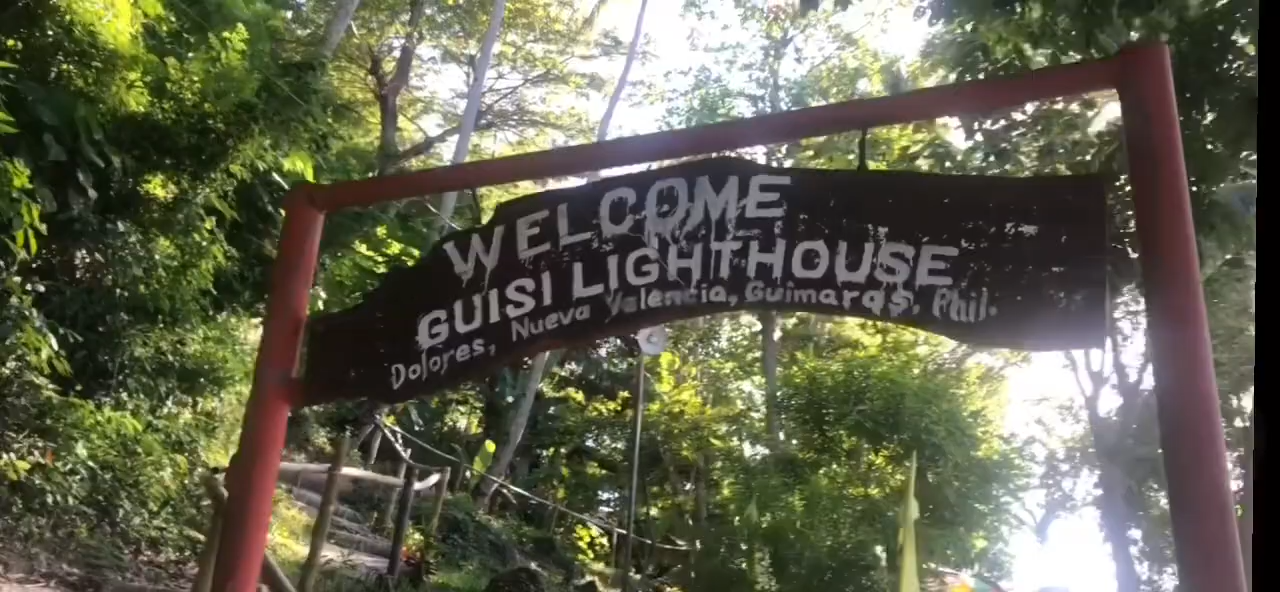 WELCOME
GUISI LIGHTHOUSE
Dolores, Nueva Valencia, Guimaras, Phil.